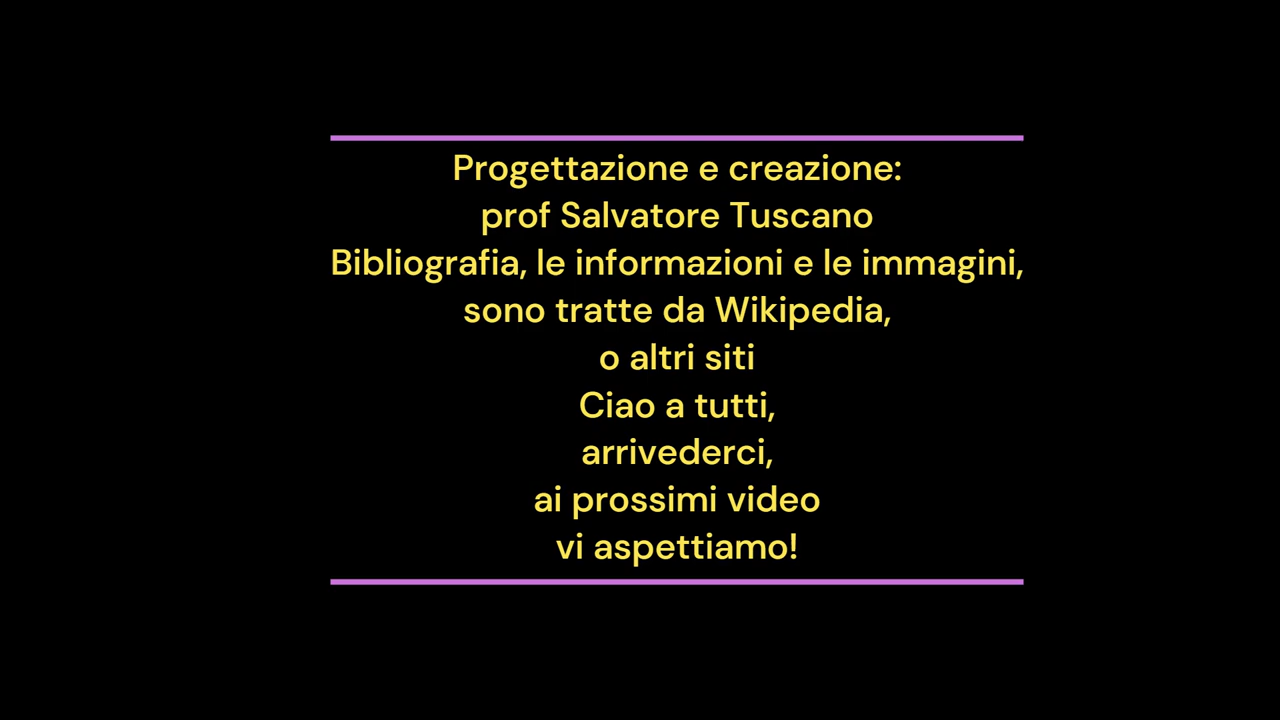 Progettazione e creazione:
prof Salvatore Tuscano
Bibliografia, le informazioni e le immagini,
sono tratte da Wikipedia,
o altri siti
Ciao a tutti,
arrivederci,
ai prossimi video
vi aspettiamo!